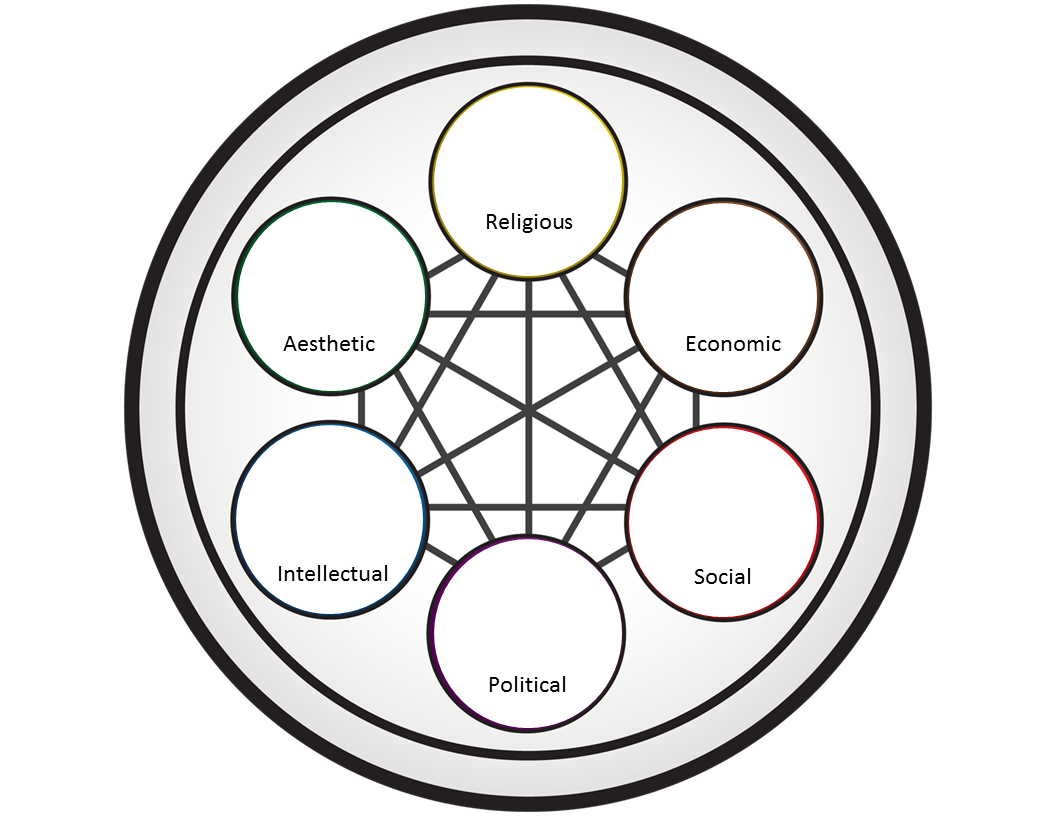 Religious
Aesthetic
Economic
Intellectual
Social
Political